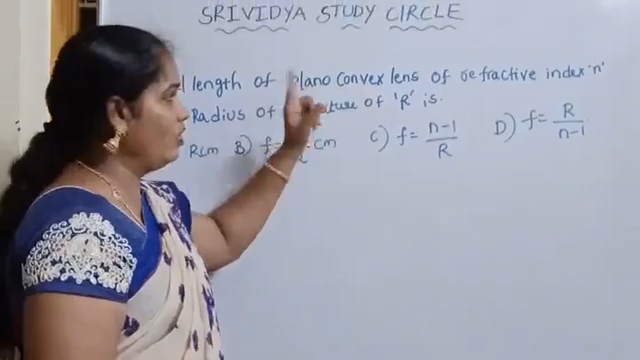 SRIVIDYA STUDY CIRCLE
length of plano convex lens of refractive index 'n'
Radius of of 'R' is.
Rcm B) f= cm C) f= n-1/R D) f= R/n-1